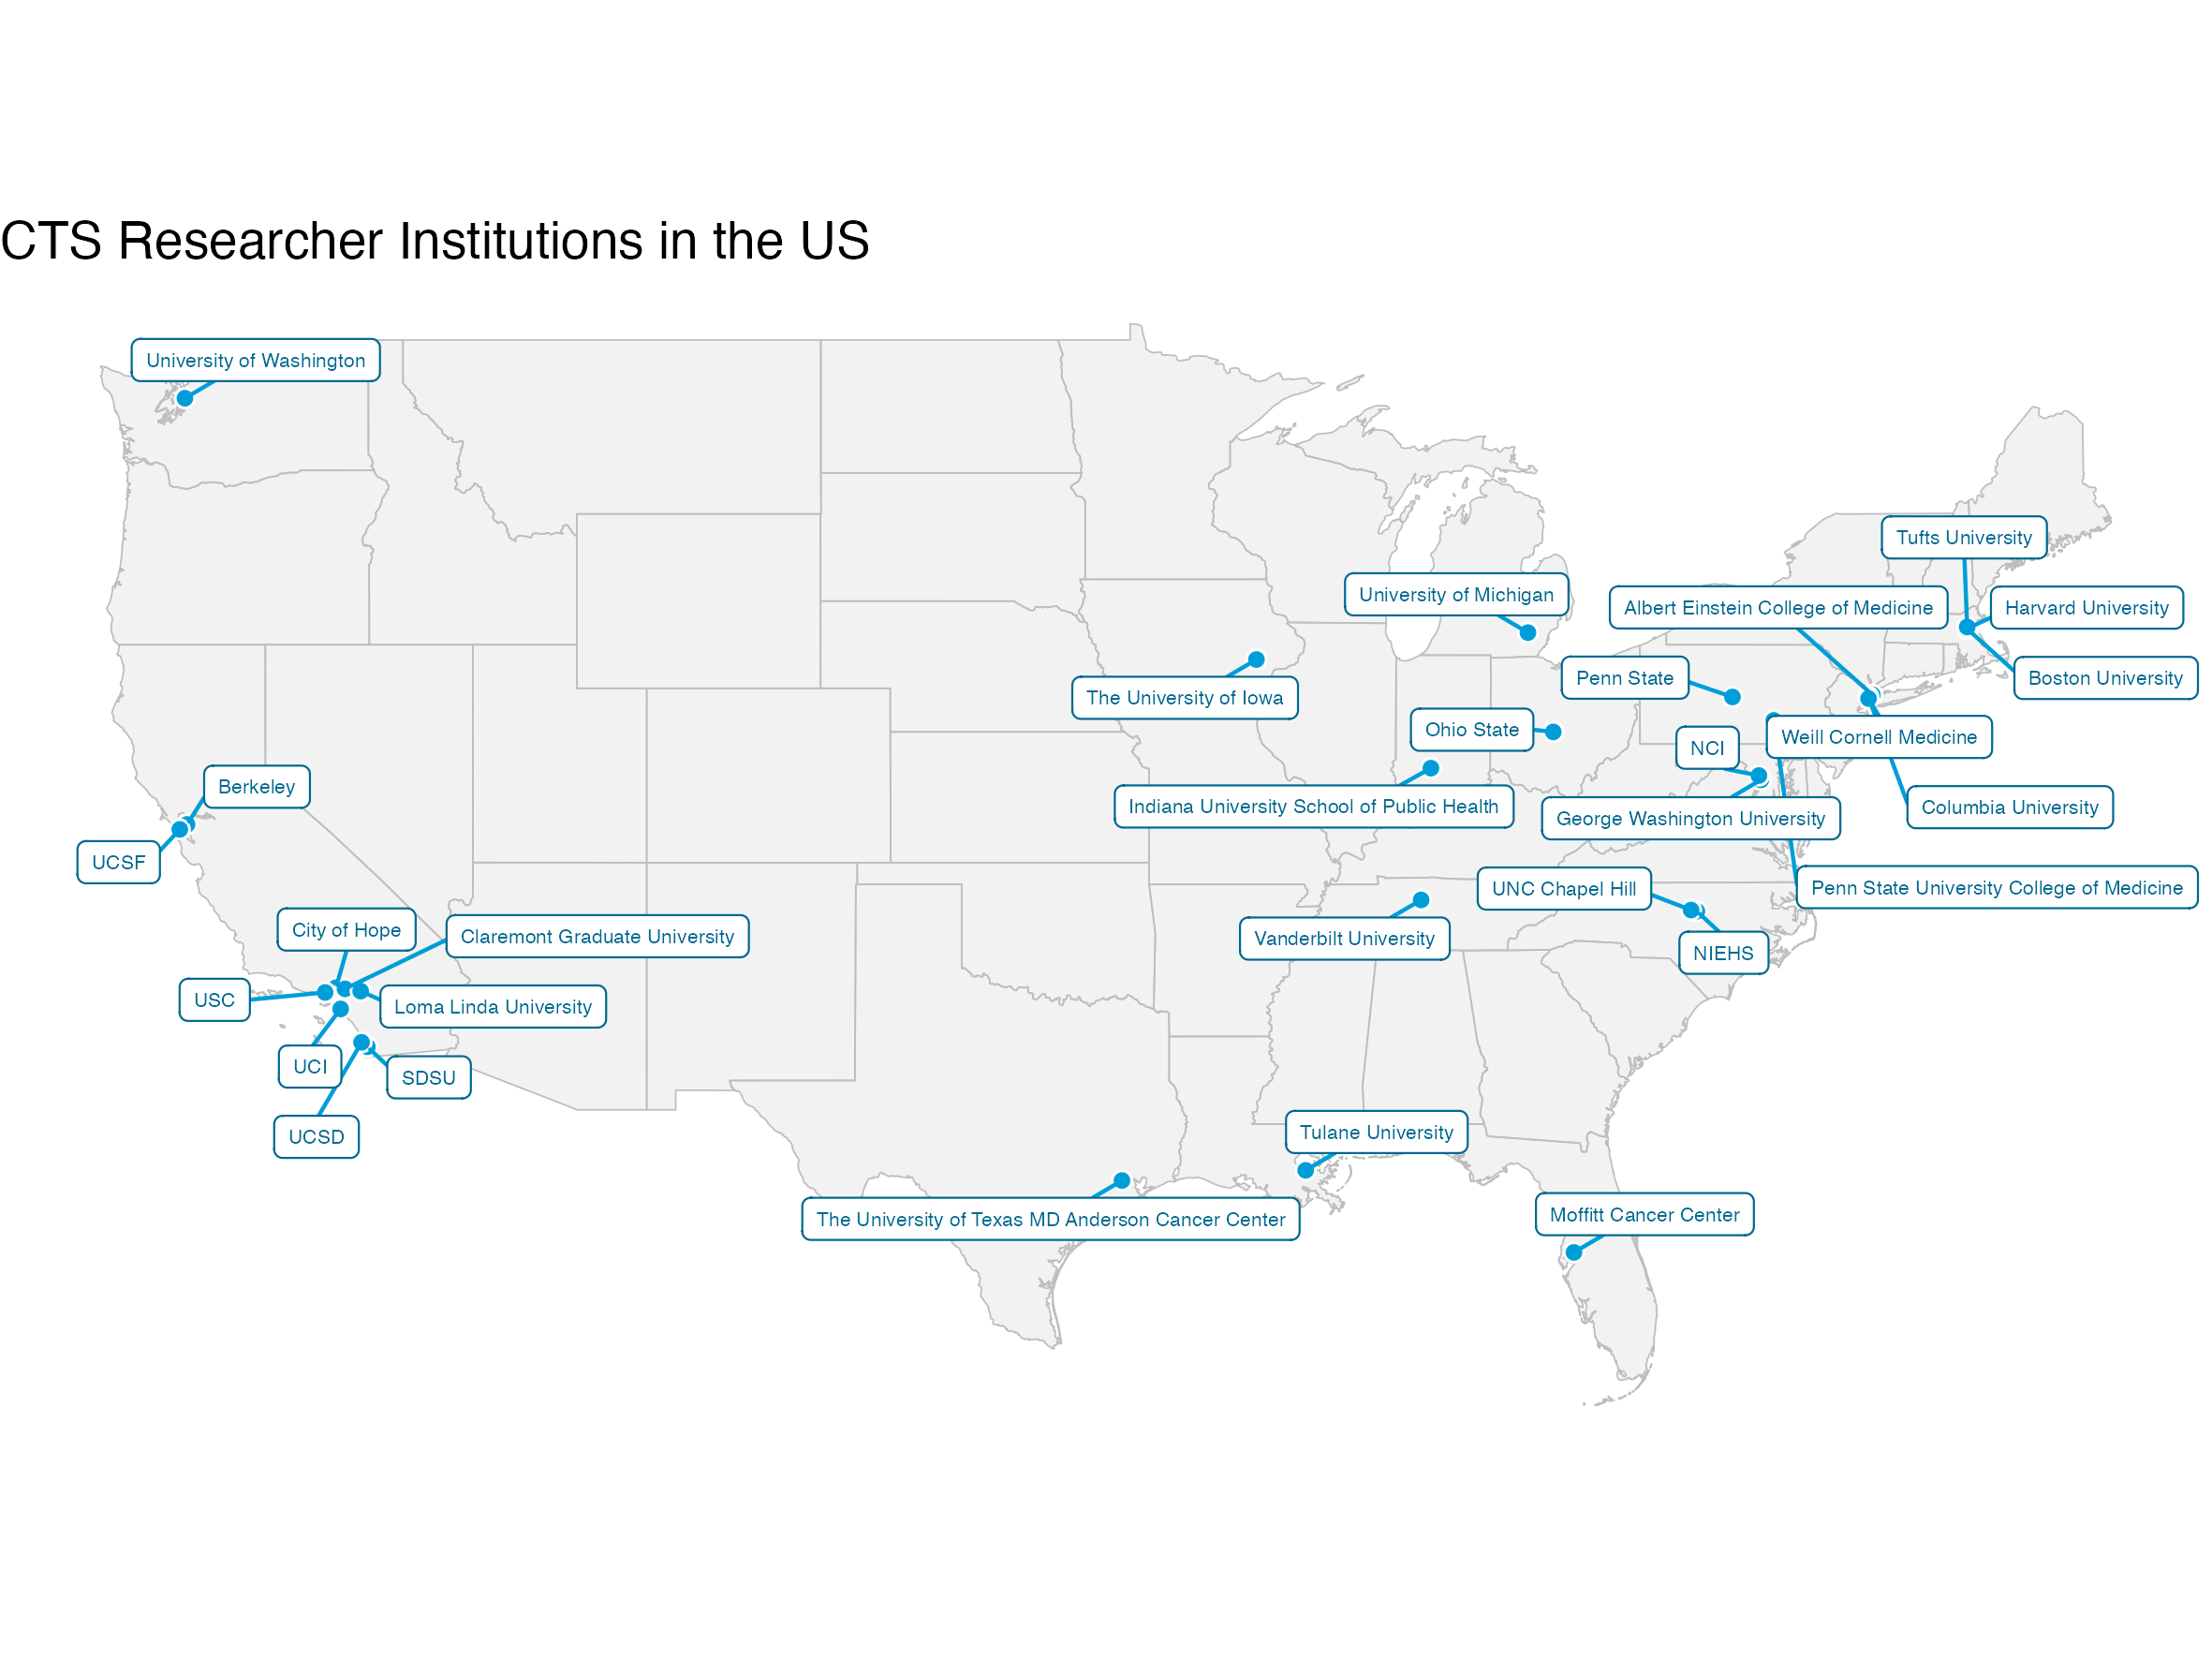 CTS Researcher Institutions in the US
University of Washington
Tufts University
University of Michigan
Albert Einstein College of Medicine
Harvard University
Penn State
Boston University
The University of Iowa
Ohio State
NCI
Weill Cornell Medicine
Berkeley
Indiana University School of Public Health
George Washington University
Columbia University
UCSF
UNC Chapel Hill
Penn State University College of Medicine
City of Hope
Claremont Graduate University
Vanderbilt University
NIEHS
USC
Loma Linda University
UCI
SDSU
UCSD
Tulane University
The University of Texas MD Anderson Cancer Center
Moffitt Cancer Center